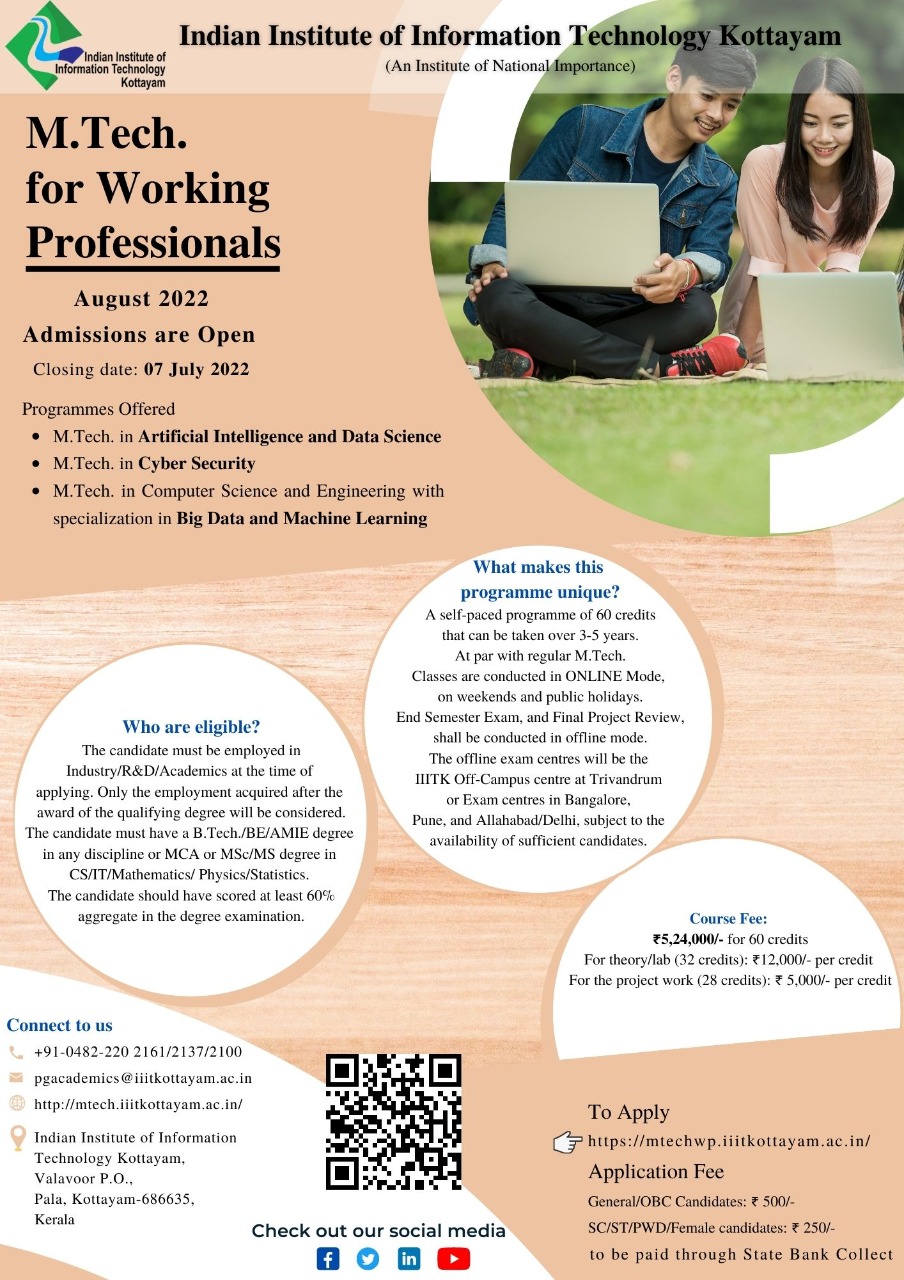 Indian Institute of
Information Technology
Kottayam
Indian Institute of Information Technology Kottayam
(An Institute of National Importance)
M.Tech.
for Working
Professionals
August 2022
Admissions are Open
Closing date: 07 July 2022
Programmes Offered
• M.Tech. in Artificial Intelligence and Data Science
• M.Tech. in Cyber Security
• M.Tech. in Computer Science and Engineering with
specialization in Big Data and Machine Learning
What makes this
programme unique?
A self-paced programme of 60 credits
that can be taken over 3-5 years.
At par with regular M.Tech.
Classes are conducted in ONLINE Mode,
on weekends and public holidays.
End Semester Exam, and Final Project Review,
shall be conducted in offline mode.
The offline exam centres will be the
IIITK Off-Campus centre at Trivandrum
or Exam centres in Bangalore,
Pune, and Allahabad/Delhi, subject to the
availability of sufficient candidates.
Who are eligible?
The candidate must be employed in
Industry/R&D/Academics at the time of
applying. Only the employment acquired after the
award of the qualifying degree will be considered.
The candidate must have a B.Tech./BE/AMIE degree
in any discipline or MCA or MSc/MS degree in
CS/IT/Mathematics/ Physics/Statistics.
The candidate should have scored at least 60%
aggregate in the degree examination.
Course Fee:
₹5,24,000/- for 60 credits
For theory/lab (32 credits): ₹12,000/- per credit
For the project work (28 credits): ₹ 5,000/- per credit
Connect to us
+91-0482-220 2161/2137/2100
pgacademics@iiitkottayam.ac.in
http://mtech.iiitkottayam.ac.in/
Indian Institute of Information
Technology Kottayam,
Valavoor P.O.,
Pala, Kottayam-686635,
Kerala
Check out our social media
To Apply
https://mtechwp.iiitkottayam.ac.in/
Application Fee
General/OBC Candidates: ₹ 500/-
SC/ST/PWD/Female candidates: ₹ 250/-
to be paid through State Bank Collect